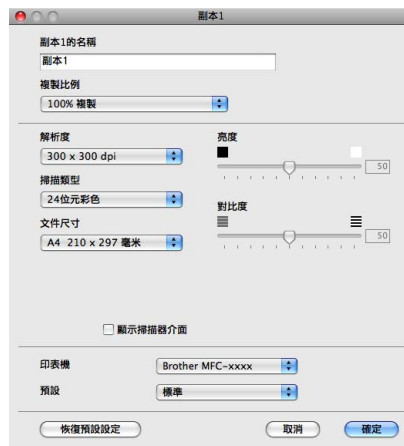 副本1
副本1的名稱
副本1
複製比例
100% 複製
解析度
300 x 300 dpi
掃描類型
24位元彩色
文件尺寸
A4 210 x 297 毫米
亮度
50
對比度
50
顯示掃描器介面
印表機
Brother MFC-xxxx
預設
標準
恢復預設設定
取消
確定